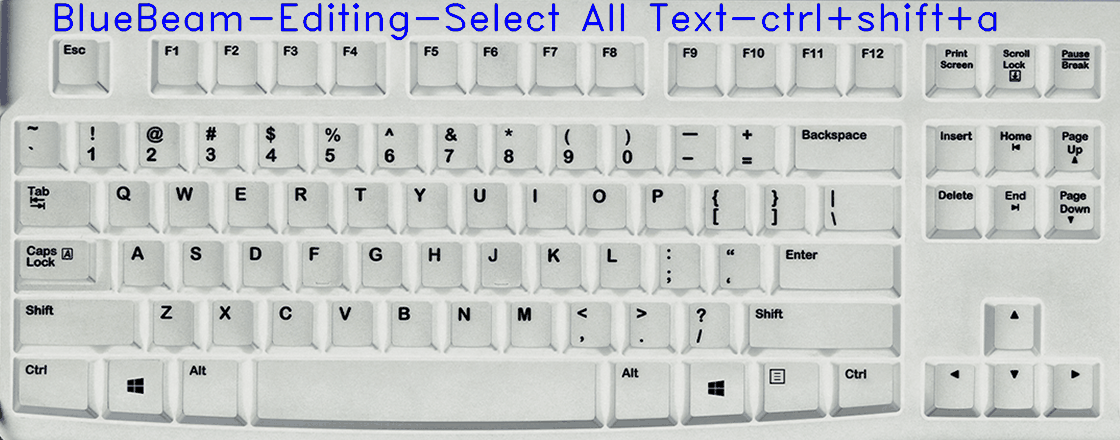 BlueBeam-Editing-Select All Text-ctrl+shift+a
Esc F1 F2 F3 F4 F5 F6 F7 F8 F9 F10 F11 F12 Print Screen Scroll Lock Pause Break
~ ! @ # $ % ^ & * ( ) — + Backspace Insert Home Page Up
` 1 2 3 4 5 6 7 8 9 0 - =
Tab Q W E R T Y U I O P { } | Delete End Page Down
[ ] \
Caps Lock A A S D F G H J K L : “ Enter
; ‘
Shift Z X C V B N M < > ? Shift
, . /
Ctrl Alt Alt Ctrl